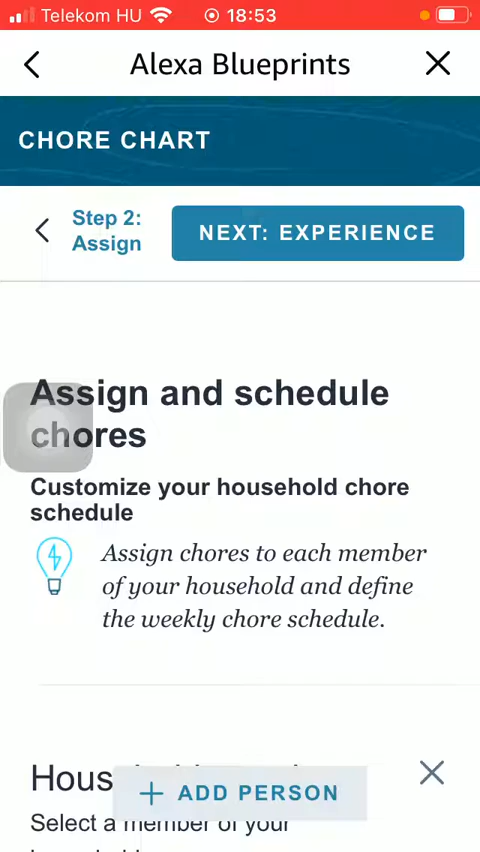 Telekom HU 18:53
Alexa Blueprints
CHORE CHART
Step 2:
Assign
NEXT: EXPERIENCE
Assign and schedule
chores
Customize your household chore
schedule
Assign chores to each member
of your household and define
the weekly chore schedule.
ADD PERSON
Select a member of your